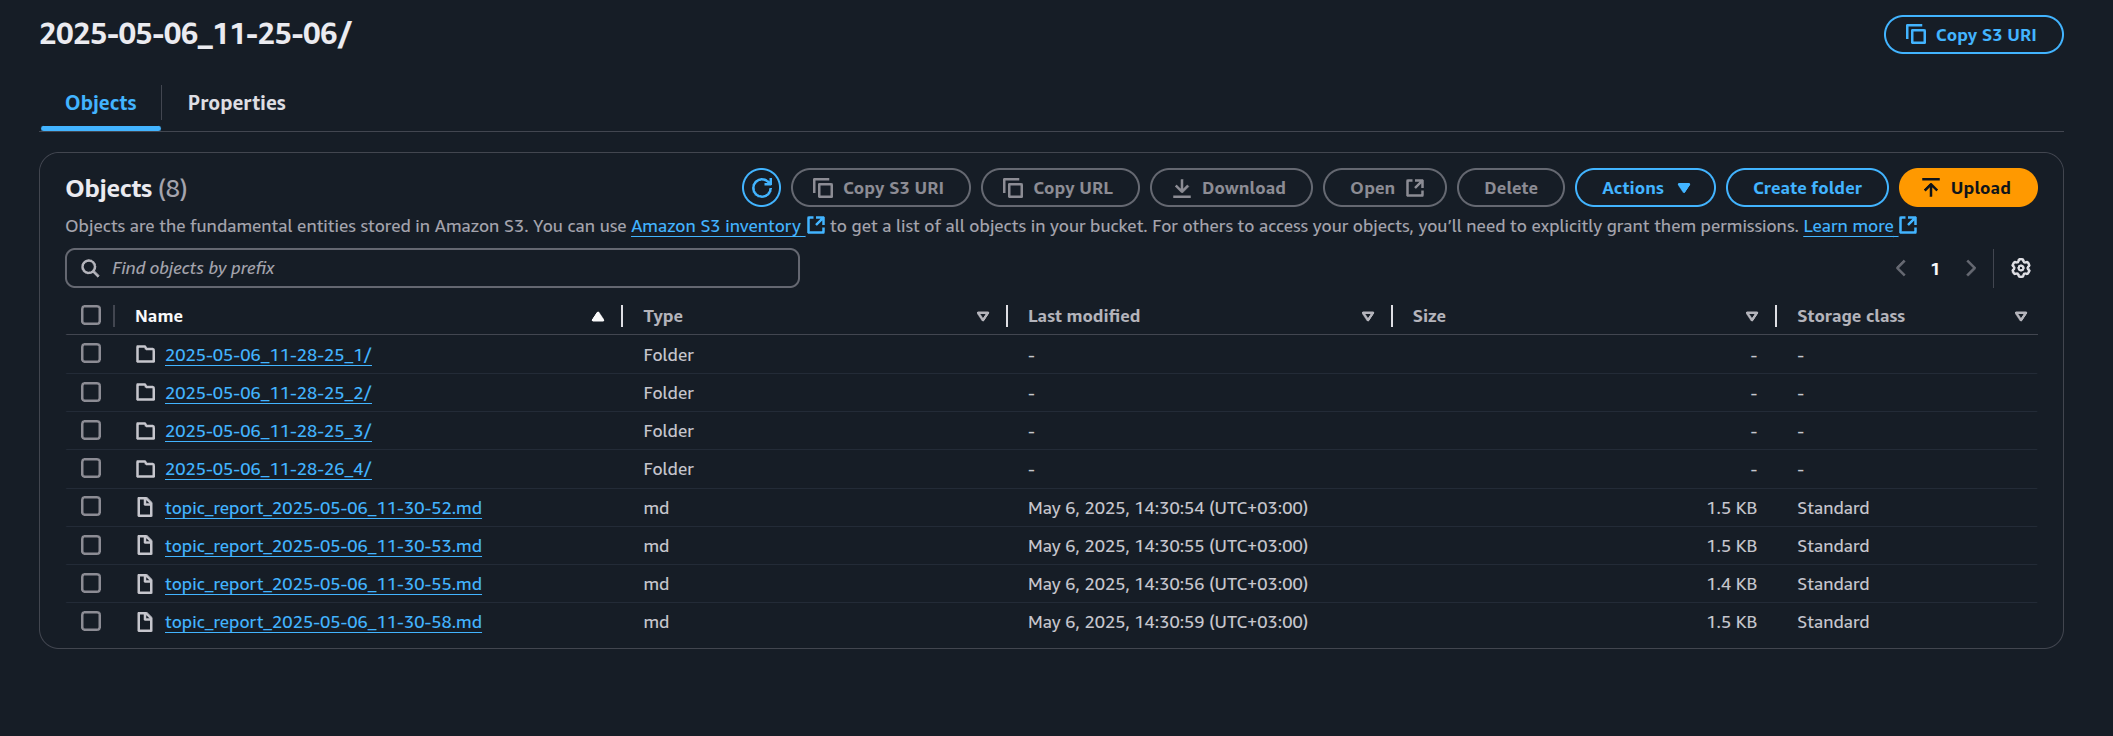 2025-05-06_11-25-06/
Copy S3 URI
Objects
Properties
Objects (8)
Copy S3 URI
Copy URL
Download
Open
Delete
Actions
Create folder
Upload
Objects are the fundamental entities stored in Amazon S3. You can use Amazon S3 inventory to get a list of all objects in your bucket. For others to access your objects, you’ll need to explicitly grant them permissions. Learn more
Find objects by prefix
1
Name Type Last modified Size Storage class
2025-05-06_11-28-25_1/ Folder - - -
2025-05-06_11-28-25_2/ Folder - - -
2025-05-06_11-28-25_3/ Folder - - -
2025-05-06_11-28-26_4/ Folder - - -
topic_report_2025-05-06_11-30-52.md md May 6, 2025, 14:30:54 (UTC+03:00) 1.5 KB Standard
topic_report_2025-05-06_11-30-53.md md May 6, 2025, 14:30:55 (UTC+03:00) 1.5 KB Standard
topic_report_2025-05-06_11-30-55.md md May 6, 2025, 14:30:56 (UTC+03:00) 1.4 KB Standard
topic_report_2025-05-06_11-30-58.md md May 6, 2025, 14:30:59 (UTC+03:00) 1.5 KB Standard